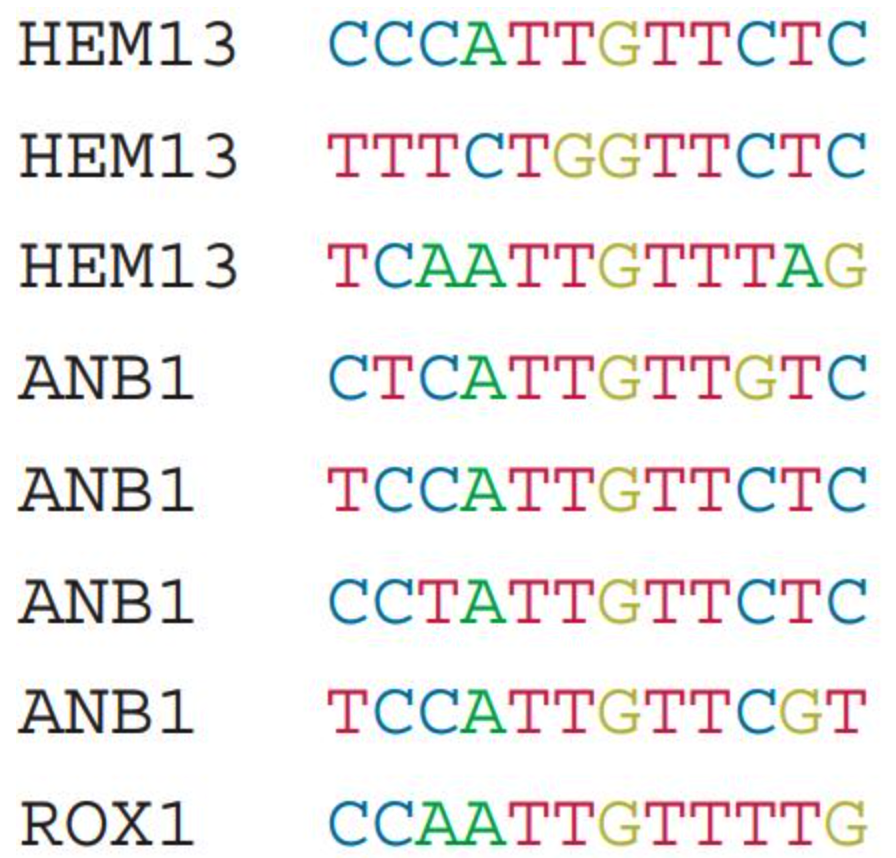 HEM13 CCCATTGTTCTC
HEM13 TTTCTGGTTCTC
HEM13 TCAATTGTTTAG
ANB1 CTCATTGTTGTC
ANB1 TCCATTGTTCTC
ANB1 CCTATTGTTCTC
ANB1 TCCATTGTTCGT
ROX1 CCAATTGTTTTG